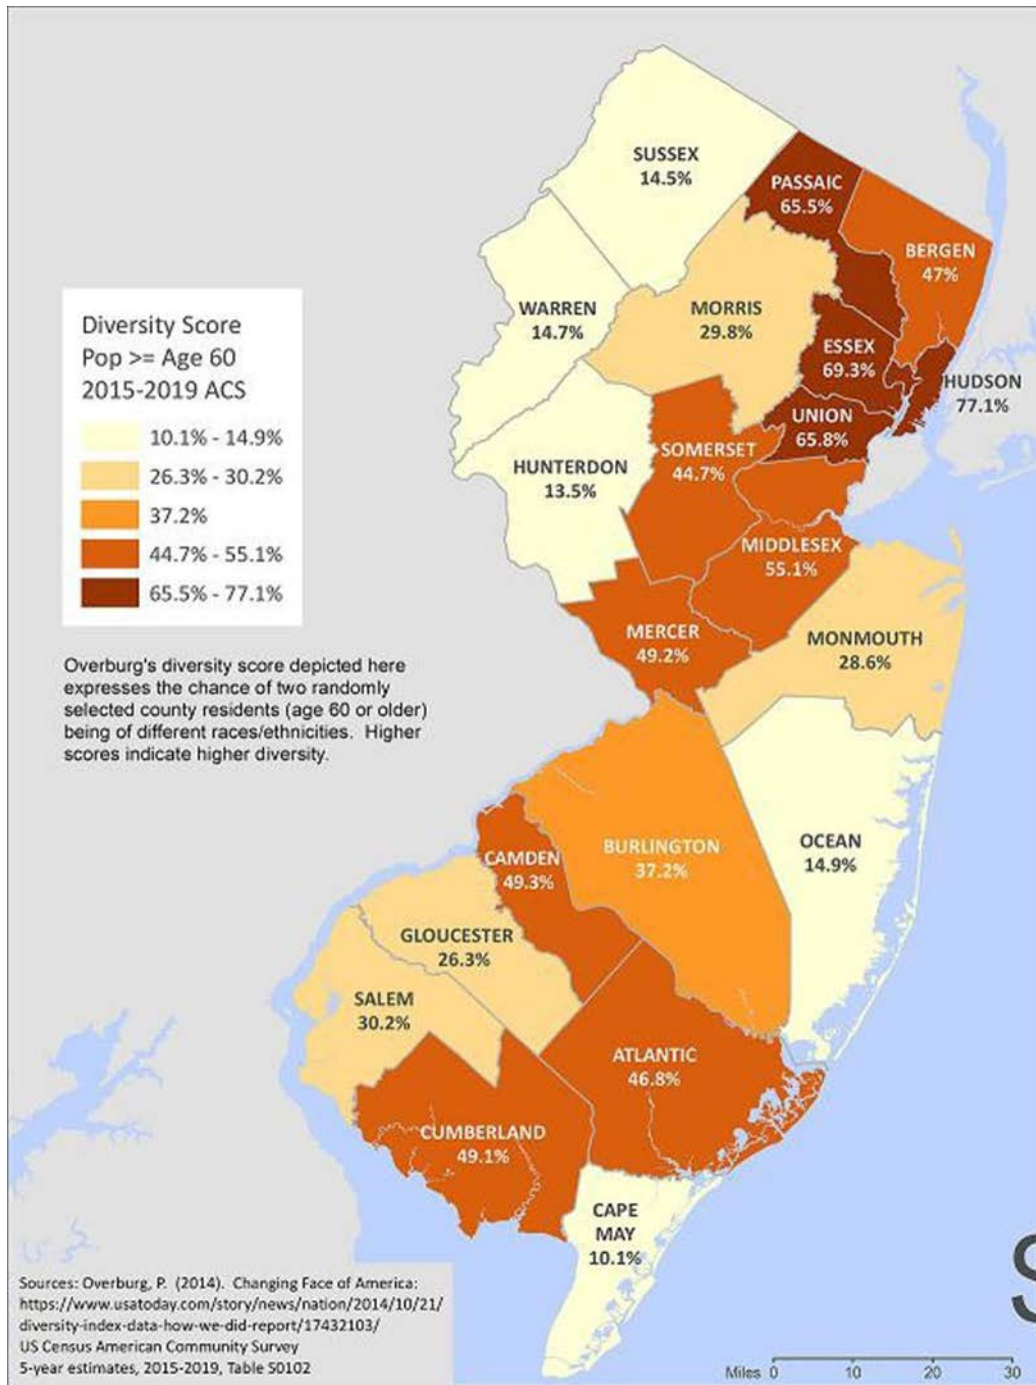 SUSSEX
14.5%
PASSAIC
65.5%
BERGEN
47%
WARREN
14.7%
MORRIS
29.8%
ESSEX
69.3%
HUDSON
77.1%
UNION
65.8%
Diversity Score
Pop >= Age 60
2015-2019 ACS
10.1% - 14.9%
26.3% - 30.2%
37.2%
44.7% - 55.1%
65.5% - 77.1%
HUNTERDON
13.5%
SOMERSET
44.7%
MIDDLESEX
55.1%
MERCER
49.2%
MONMOUTH
28.6%
Overburg's diversity score depicted here
expresses the chance of two randomly
selected county residents (age 60 or older)
being of different races/ethnicities.  Higher
scores indicate higher diversity.
OCEAN
14.9%
BURLINGTON
37.2%
CAMDEN
49.3%
GLOUCESTER
26.3%
SALEM
30.2%
ATLANTIC
46.8%
CUMBERLAND
49.1%
CAPE
MAY
10.1%
Sources: Overburg, P.  (2014).  Changing Face of America:
https://www.usatoday.com/story/news/nation/2014/10/21/
diversity-index-data-how-we-did-report/17432103/
US Census American Community Survey
5-year estimates, 2015-2019, Table S0102
Miles 0 10 20 30